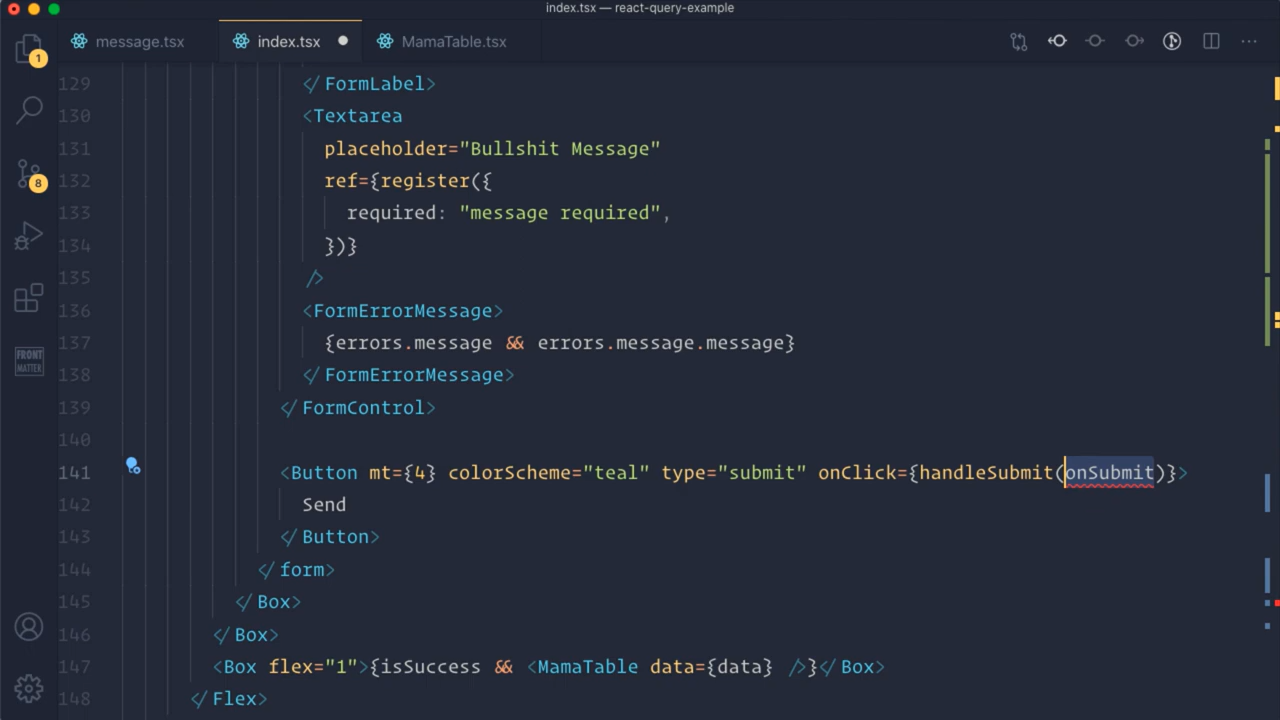 index.tsx — react-query-example
message.tsx index.tsx MamaTable.tsx
1
8
FRONT
MATTER
129 </FormLabel>
130 <Textarea
131 placeholder="Bullshit Message"
132 ref={register({
133 required: "message required",
134 })}
135 />
136 <FormErrorMessage>
137 {errors.message && errors.message.message}
138 </FormErrorMessage>
139 </FormControl>
140
141 <Button mt={4} colorScheme="teal" type="submit" onClick={handleSubmit(onSubmit)}>
142 Send
143 </Button>
144 </form>
145 </Box>
146 </Box>
147 <Box flex="1">{isSuccess && <MamaTable data={data} />}</Box>
148 </Flex>